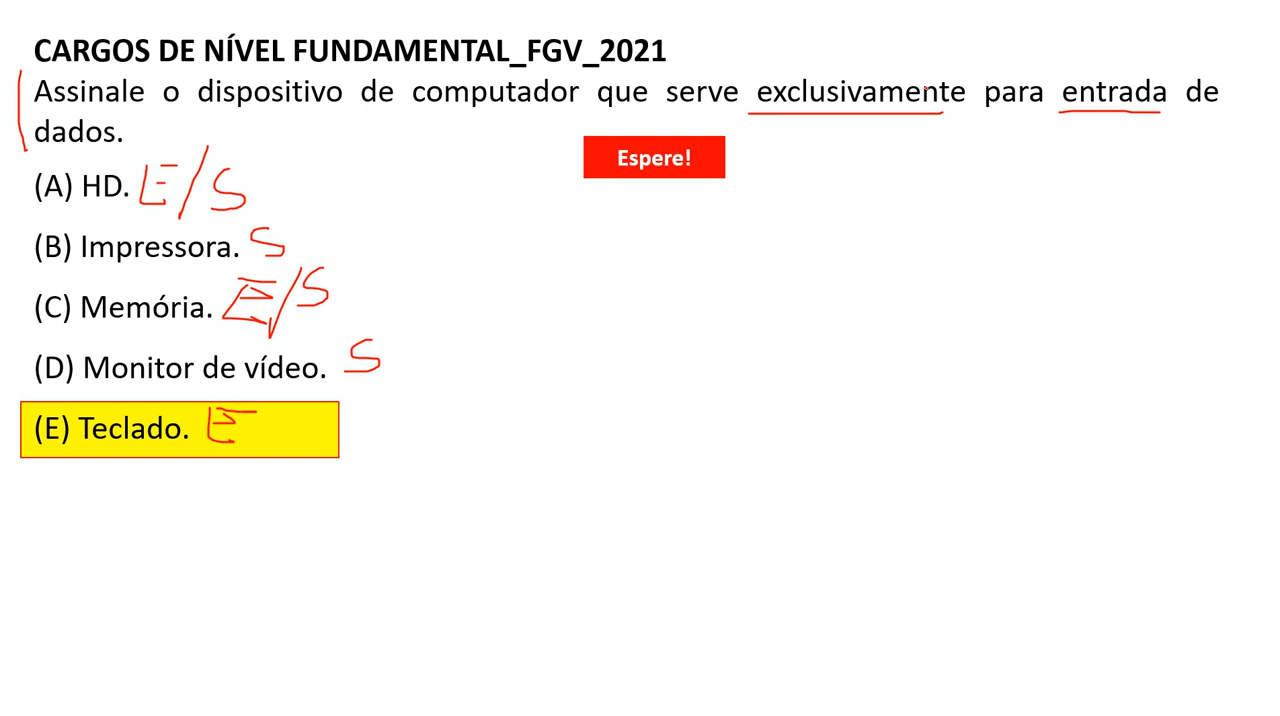 CARGOS DE NÍVEL FUNDAMENTAL_FGV_2021
Assinale o dispositivo de computador que serve exclusivamente para entrada de
dados.
Espere!
(A) HD. E/S
(B) Impressora. S
(C) Memória. E/S
(D) Monitor de vídeo. S
(E) Teclado. E